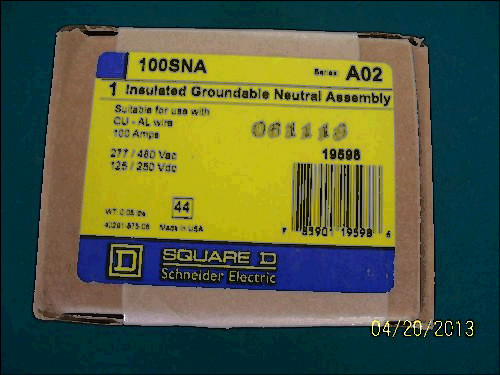 100SNA Series A02
1 Insulated Groundable Neutral Assembly
Suitable for use with
CU - AL wire
100 Amps
277 / 480 Vac
125 / 250 Vdc
19598
44
Made in USA
SQUARE D
Schneider Electric
04/20/2013